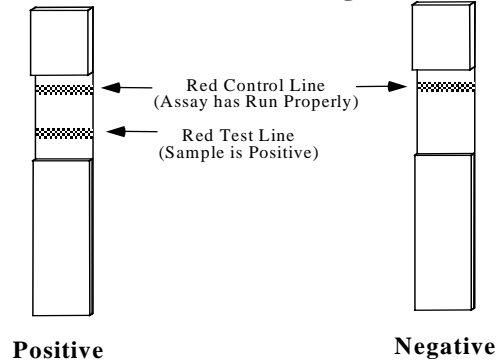 Red Control Line
(Assay has Run Properly)
Red Test Line
(Sample is Positive)
Positive
Negative